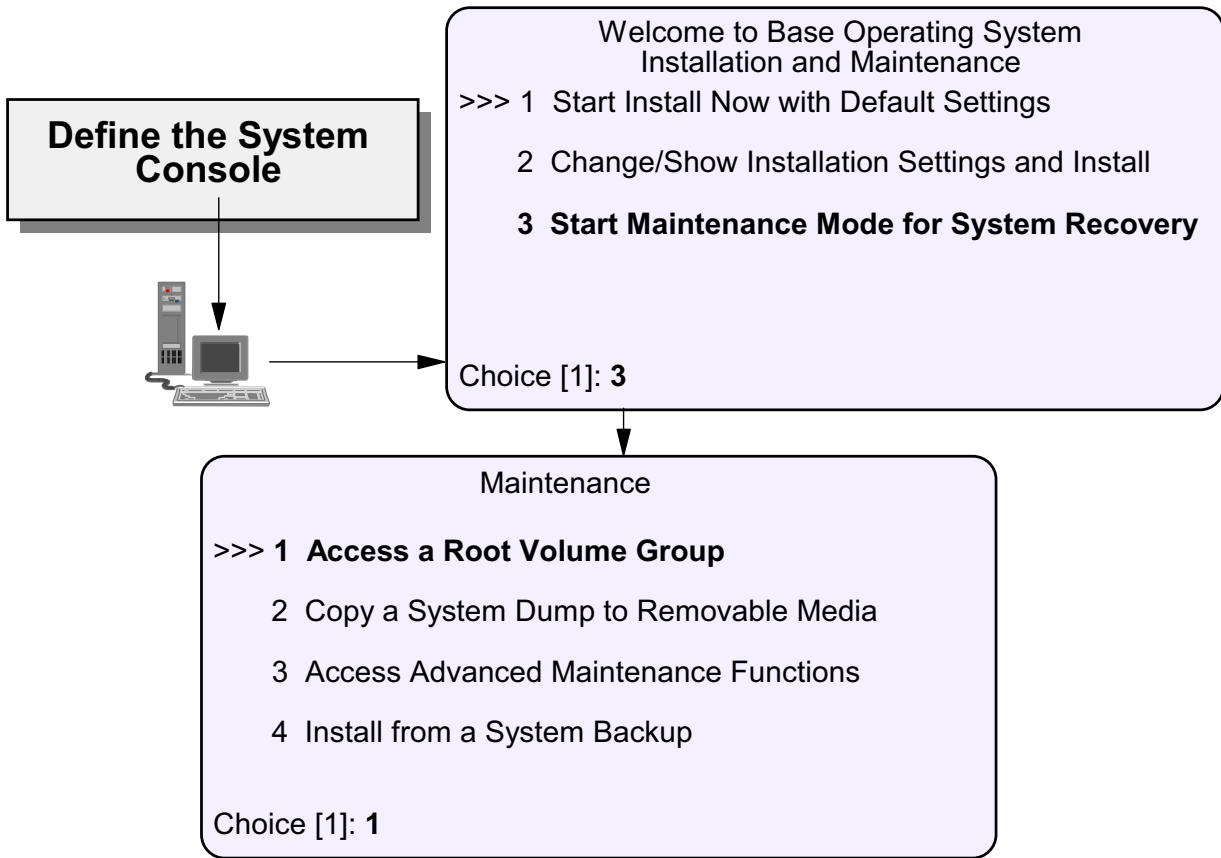 Define the System
Console
Welcome to Base Operating System
Installation and Maintenance
>>> 1 Start Install Now with Default Settings
2 Change/Show Installation Settings and Install
3 Start Maintenance Mode for System Recovery
Choice [1]: 3
Maintenance
>>> 1 Access a Root Volume Group
2 Copy a System Dump to Removable Media
3 Access Advanced Maintenance Functions
4 Install from a System Backup
Choice [1]: 1